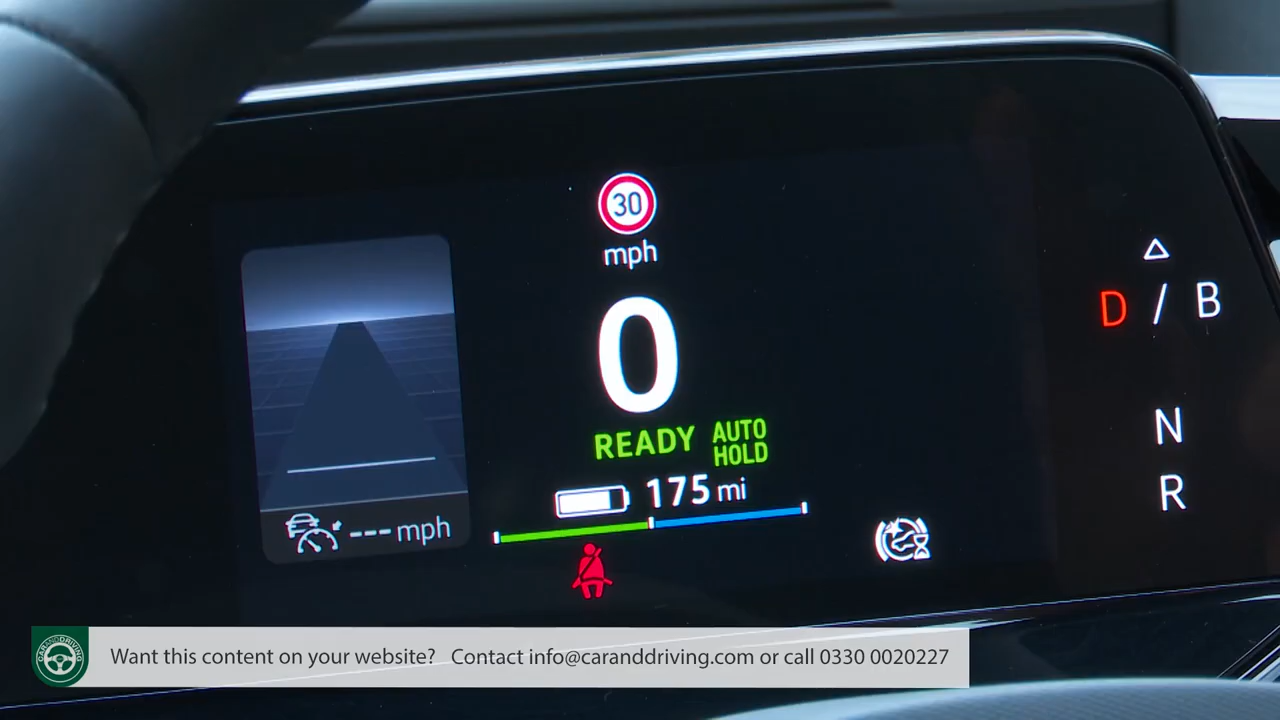 30
mph
0
READY AUTO HOLD
175 mi
--- mph
D / B
N
R
CARANDDRIVING
Want this content on your website? Contact info@caranddriving.com or call 0330 0020227